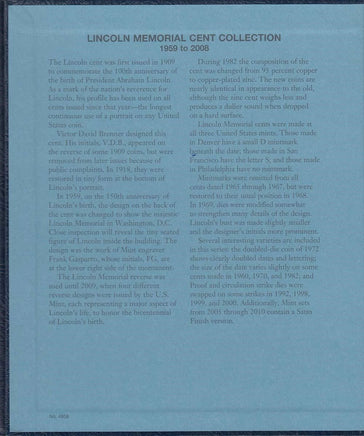 LINCOLN MEMORIAL CENT COLLECTION
1959 to 2008
The Lincoln cent was first issued in 1909
to commemorate the 100th anniversary of
the birth of President Abraham Lincoln.
As a mark of the nation's reverence for
Lincoln, his profile has been used on all
cents issued since that year—the longest
continuous use of a portrait on any United
States coin.
Victor David Brenner designed this
cent. His initials, V.D.B., appeared on
the reverse of some 1909 coins, but were
removed from later issues because of
public complaints. In 1918, they were
restored in tiny form at the bottom of
Lincoln's portrait.
In 1959, on the 150th anniversary of
Lincoln's birth, the design on the back of
the cent was changed to show the majestic
Lincoln Memorial in Washington, D.C.
Close inspection will reveal the tiny seated
figure of Lincoln inside the building. The
design was the work of Mint engraver
Frank Gasparro, whose initials, FG, are
at the lower right side of the monument.
The Lincoln Memorial reverse was
used until 2009, when four different
reverse designs were issued by the U.S.
Mint, each representing a major aspect of
Lincoln's life, to honor the bicentennial
of Lincoln's birth.
During 1982 the composition of the
cent was changed from 95 percent copper
to copper-plated zinc. The new coins are
nearly identical in appearance to the old,
although the zinc cent weighs less and
produces a duller sound when dropped
on a hard surface.
Lincoln Memorial cents were made at
all three United States mints. Those made
in Denver have a small D mintmark
beneath the date; those made in San
Francisco have the letter S, and those made
in Philadelphia have no mintmark.
Mintmarks were omitted from all
cents dated 1965 through 1967, but were
restored to their usual position in 1968.
In 1969, dies were modified somewhat
to strengthen many details of the design.
Lincoln's bust was made slightly smaller
and the designer's initials more prominent.
Several interesting varieties are included
in this series: the doubled-die coin of 1972
shows clearly doubled dates and lettering;
the size of the date varies slightly on some
cents made in 1960, 1970, and 1982; and
Proof and circulation strike dies were
swapped on some strikes in 1992, 1998,
1999, and 2000. Additionally, Mint sets
from 2005 through 2010 contain a Satin
Finish version.
No. 4608